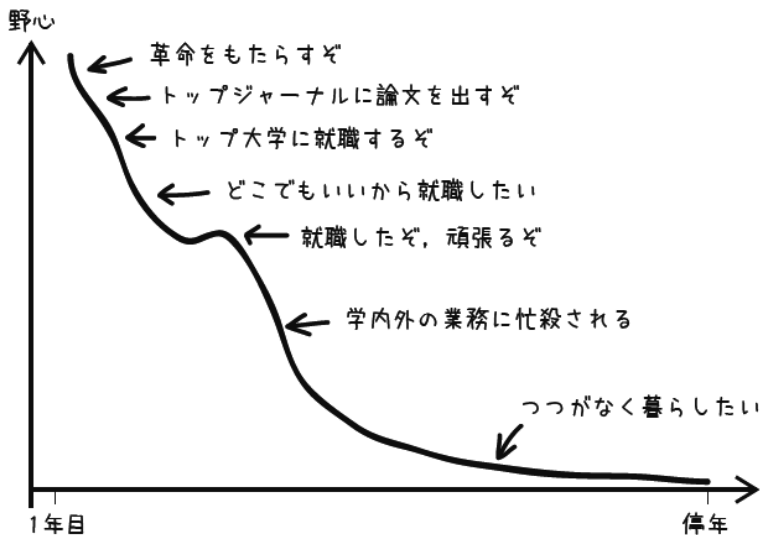 野心
革命をもたらすぞ
トップジャーナルに論文を出すぞ
トップ大学に就職するぞ
どこでもいいから就職したい
就職したぞ，頑張るぞ
学内外の業務に忙殺される
つつがなく暮らしたい
1年目
停年